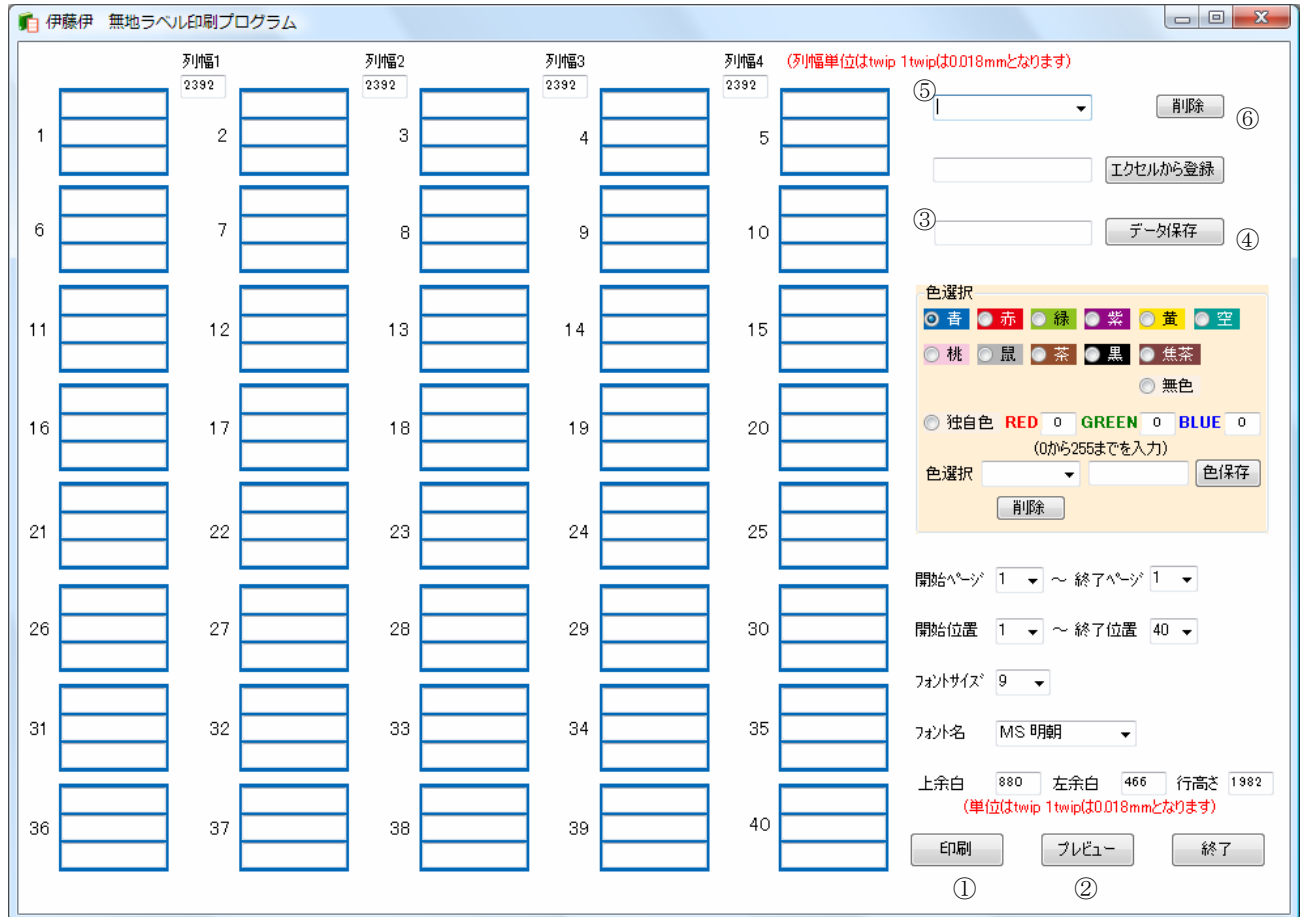 伊藤伊　無地ラベル印刷プログラム
列幅1 列幅2 列幅3 列幅4 (列幅単位はtwip 1twipは0.018mmとなります)
2392 2392 2392 2392
⑤ 削除 ⑥
1 2 3 4 5
エクセルから登録
6 7 8 9 10
③ データ保存 ④
色選択
青 赤 緑 紫 黄 空
11 12 13 14 15
桃 鼠 茶 黒 焦茶
無色
16 17 18 19 20
独自色 RED 0 GREEN 0 BLUE 0
(0から255までを入力)
色選択 色保存
削除
21 22 23 24 25
開始ページ 1 ～ 終了ページ 1
26 27 28 29 30
開始位置 1 ～ 終了位置 40
フォントサイズ 9
31 32 33 34 35
フォント名 MS 明朝
上余白 880 左余白 466 行高さ 1982
(単位はtwip 1twipは0.018mmとなります)
36 37 38 39 40
印刷 プレビュー 終了
① ②